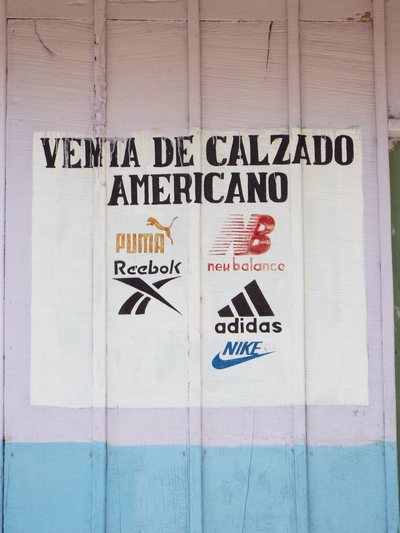 VENTA DE CALZADO
AMERICANO
PUMA
NB
new balance
Reebok
adidas
NIKE